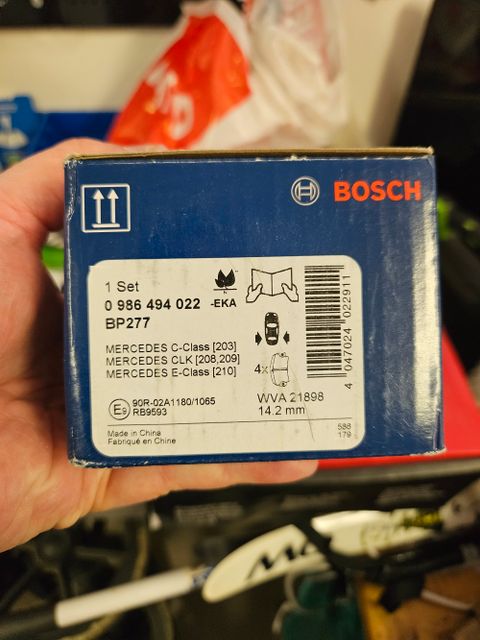 BOSCH
1 Set
0 986 494 022 -EKA
BP277
MERCEDES C-Class [203]
MERCEDES CLK [208,209]
MERCEDES E-Class [210]
4x
E9 90R-02A1180/1065
RB9593
WVA 21898
14.2 mm
Made in China
Fabriqué en Chine
586
179
4 047024 022911